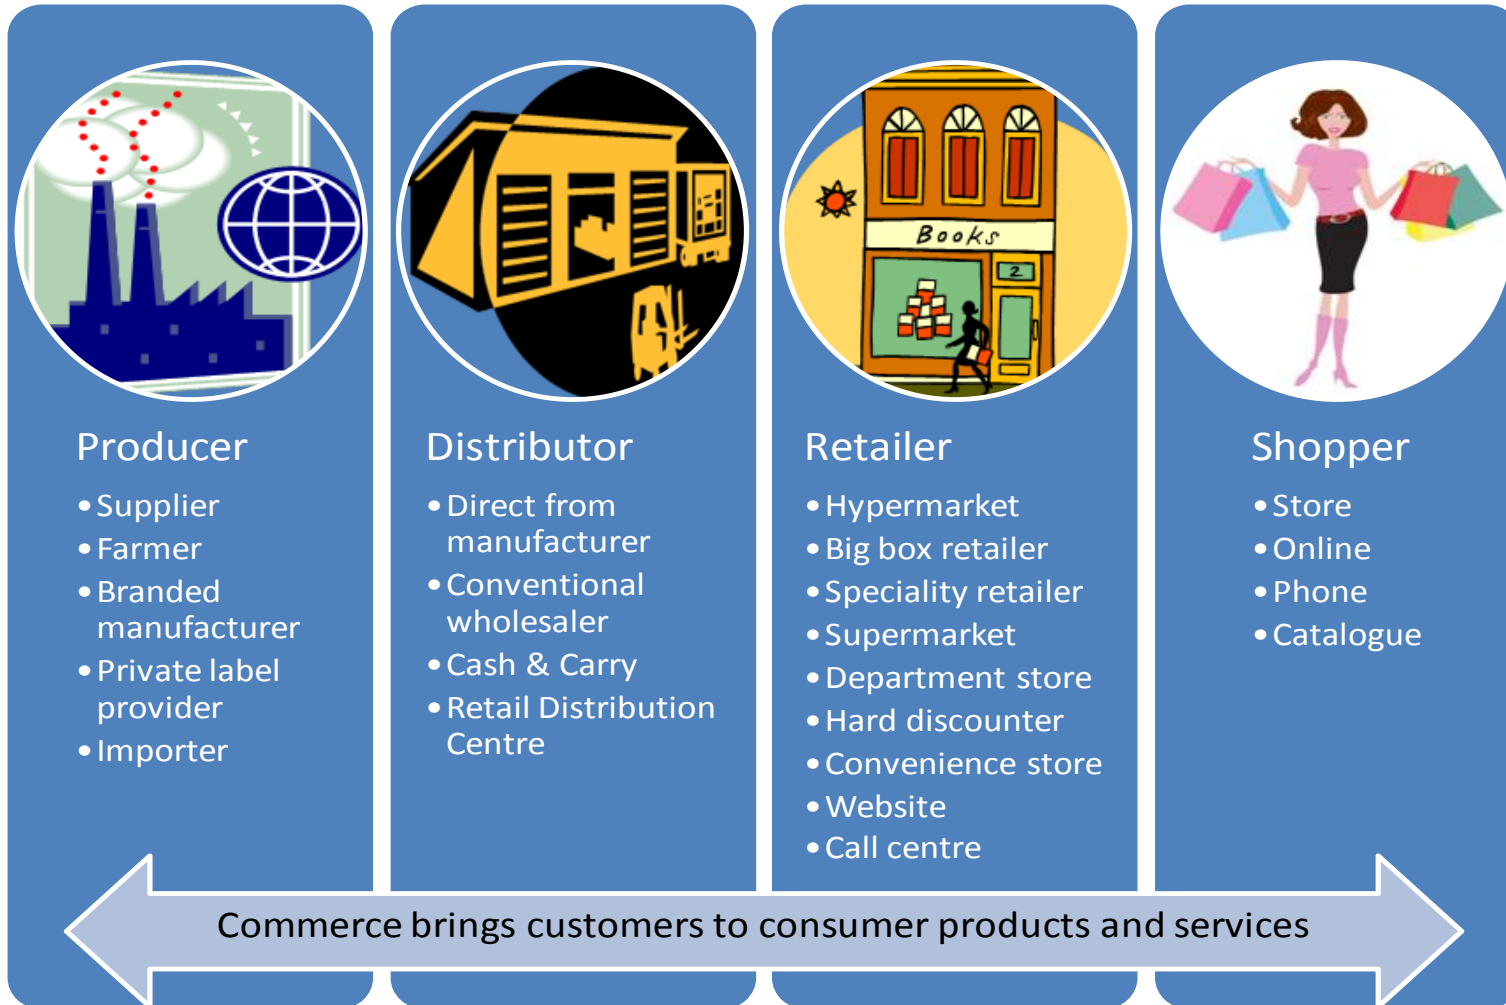 Books
2
Producer
•Supplier
•Farmer
•Branded
manufacturer
•Private label
provider
•Importer
Distributor
•Direct from
manufacturer
•Conventional
wholesaler
•Cash & Carry
•Retail Distribution
Centre
Retailer
•Hypermarket
•Big box retailer
•Speciality retailer
•Supermarket
•Department store
•Hard discounter
•Convenience store
•Website
•Call centre
Shopper
•Store
•Online
•Phone
•Catalogue
Commerce brings customers to consumer products and services